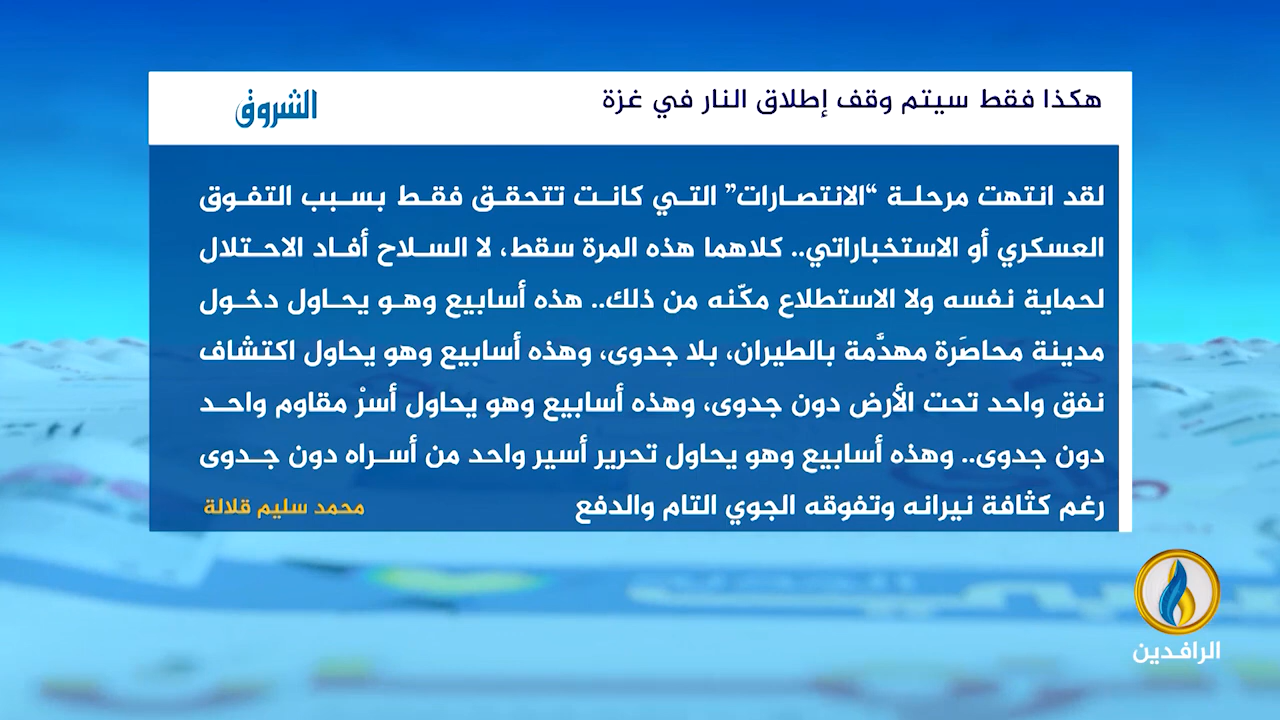 هكذا فقط سيتم وقف إطلاق النار في غزة
الشروق
لقد انتهت مرحلة “الانتصارات” التي كانت تتحقق فقط بسبب التفوق
العسكري أو الاستخباراتي.. كلاهما هذه المرة سقط، لا السلاح أفاد الاحتلال
لحماية نفسه ولا الاستطلاع مكّنه من ذلك.. هذه أسابيع وهو يحاول دخول
مدينة محاصَرة مهدَّمة بالطيران، بلا جدوى، وهذه أسابيع وهو يحاول اكتشاف
نفق واحد تحت الأرض دون جدوى، وهذه أسابيع وهو يحاول أسرْ مقاوم واحد
دون جدوى.. وهذه أسابيع وهو يحاول تحرير أسير واحد من أسراه دون جدوى
رغم كثافة نيرانه وتفوقه الجوي التام والدفع
محمد سليم قلالة
الرافدين